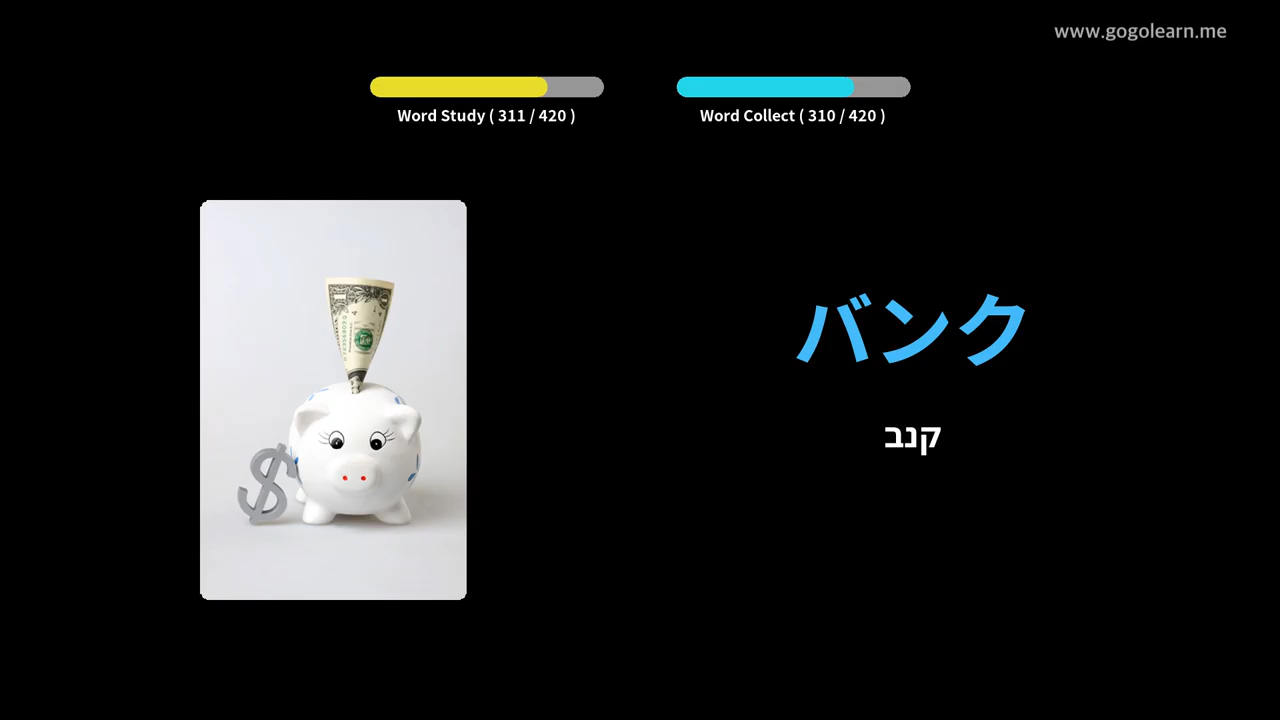 www.gogolearn.me
Word Study ( 311 / 420 )
Word Collect ( 310 / 420 )
バンク
קנב
$